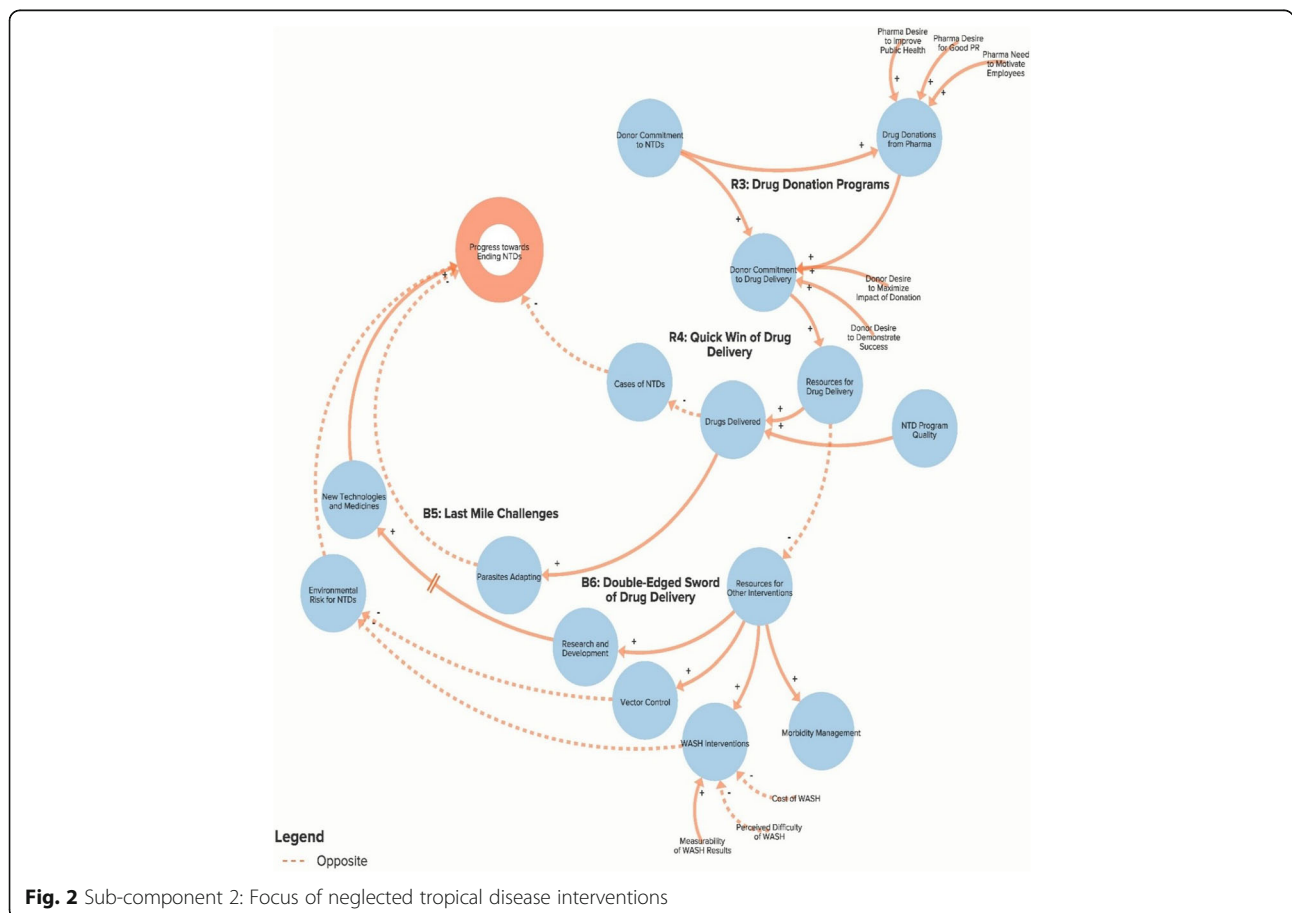 Pharma Desire
to Improve
Public Health
Pharma Desire
for Good PR
Pharma Need
to Motivate
Employees
+
+
+
Donor Commitment
to NTDs
Drug Donations
from Pharma
+
R3: Drug Donation Programs
+
Progress towards
Ending NTDs
+
-
-
Donor Commitment
to Drug Delivery
+
+
+
Donor Desire
to Maximize
Impact of Donation
Donor Desire
to Demonstrate
Success
+
R4: Quick Win of Drug
Delivery
Cases of NTDs
-
Drugs Delivered
+
+
Resources for
Drug Delivery
NTD Program
Quality
New Technologies
and Medicines
+
B5: Last Mile Challenges
-
Parasites Adapting
+
Environmental
Risk for NTDs
-
-
B6: Double-Edged Sword
of Drug Delivery
Resources for
Other Interventions
Research and
Development
+
+
+
+
Vector Control
WASH Interventions
Morbidity Management
+
-
-
Cost of WASH
Perceived Difficulty
of WASH
Measurability
of WASH Results
Legend
Opposite
Fig. 2 Sub-component 2: Focus of neglected tropical disease interventions